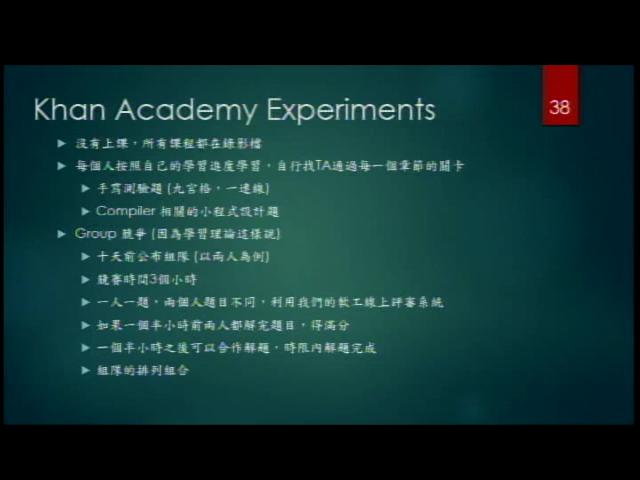 Khan Academy Experiments
38
沒有上課，所有課程都在錄影檔
每個人按照自己的學習進度學習，自行找TA通過每一個章節的關卡
手寫測驗題 (九宮格，一連線)
Compiler 相關的小程式設計題
Group 競爭 (因為學習理論這樣說)
十天前公布組隊 (以兩人為例)
競賽時間3個小時
一人一題，兩個人題目不同，利用我們的軟工線上評審系統
如果一個半小時前兩人都解完題目，得滿分
一個半小時之後可以合作解題，時限內解題完成
組隊的排列組合